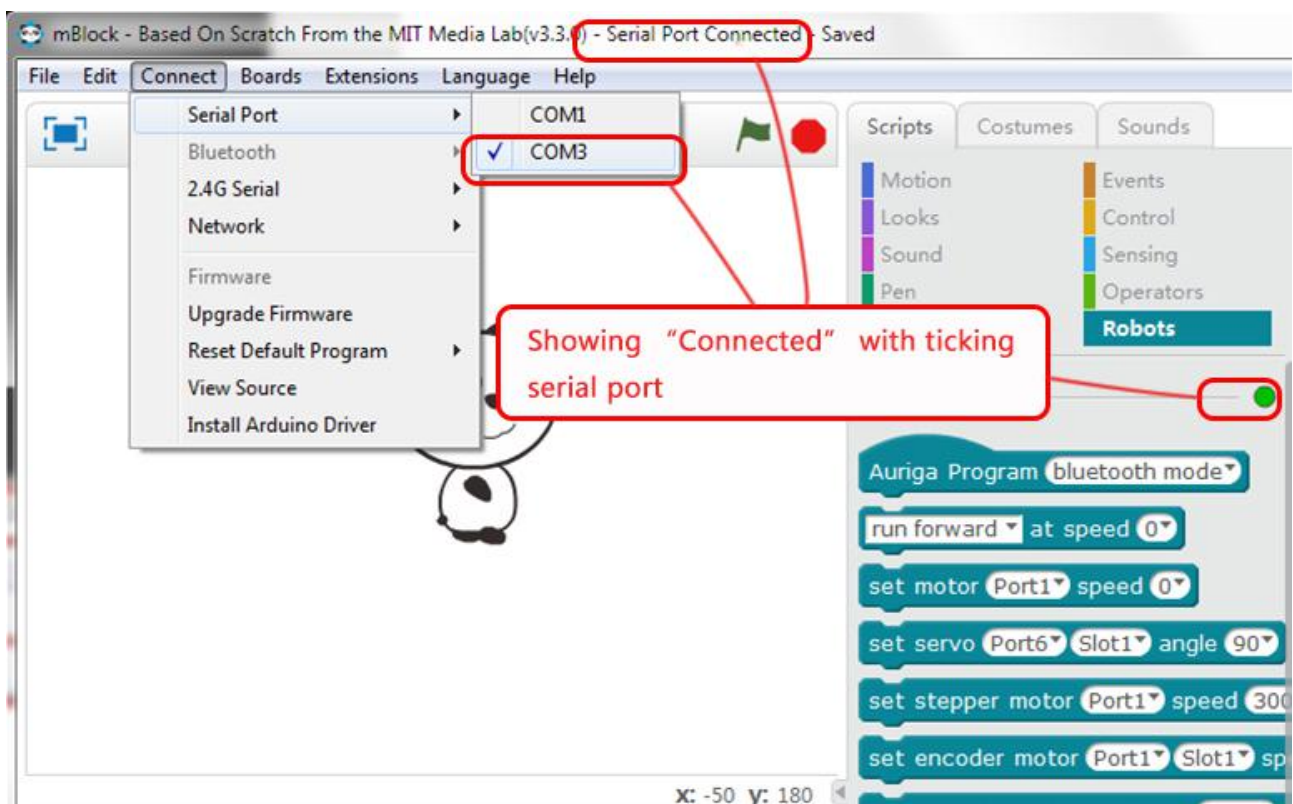 mBlock - Based On Scratch From the MIT Media Lab(v3.3.0) - Serial Port Connected - Saved
File Edit Connect Boards Extensions Language Help
Serial Port
Bluetooth
2.4G Serial
Network
Firmware
Upgrade Firmware
Reset Default Program
View Source
Install Arduino Driver
COM1
COM3
Scripts Costumes Sounds
Motion Events
Looks Control
Sound Sensing
Pen Operators
Robots
Showing “Connected” with ticking
serial port
Auriga Program bluetooth mode
run forward at speed 0
set motor Port1 speed 0
set servo Port6 Slot1 angle 90
set stepper motor Port1 speed 300
set encoder motor Port1 Slot1 sp
x: -50 y: 180